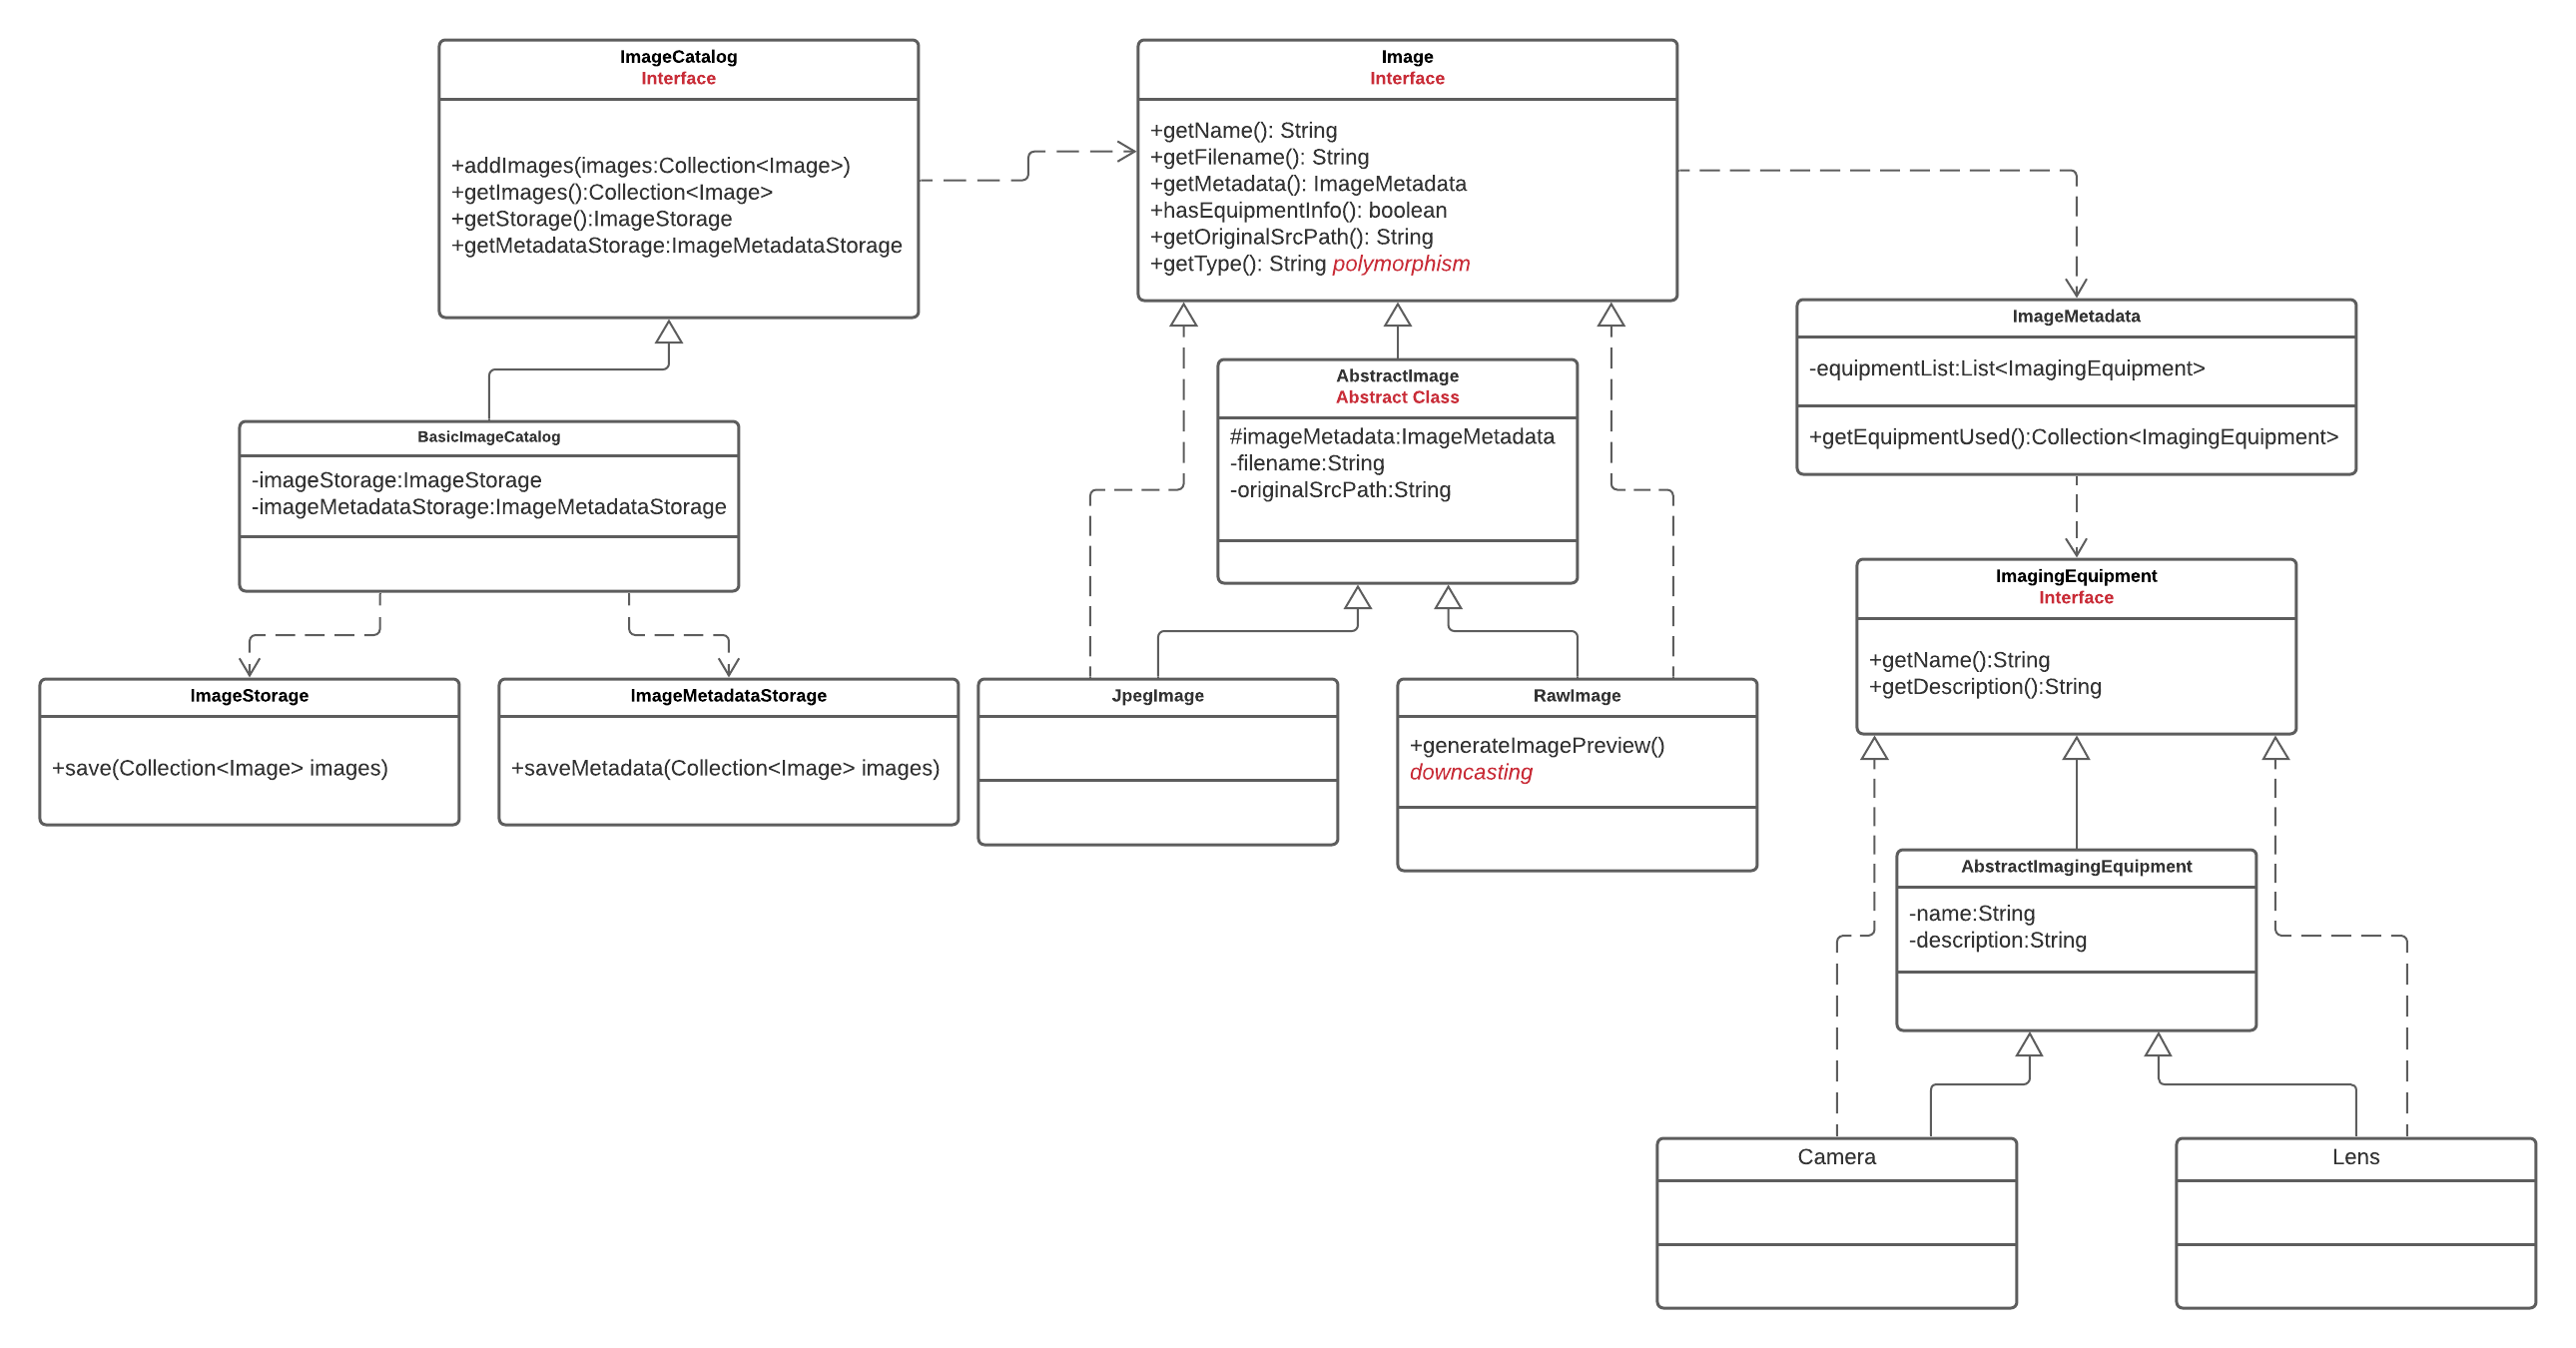 ImageCatalog
Interface
+addImages(images:Collection<Image>)
+getImages():Collection<Image>
+getStorage():ImageStorage
+getMetadataStorage:ImageMetadataStorage
Image
Interface
+getName(): String
+getFilename(): String
+getMetadata(): ImageMetadata
+hasEquipmentInfo(): boolean
+getOriginalSrcPath(): String
+getType(): String polymorphism
ImageMetadata
-equipmentList:List<ImagingEquipment>
+getEquipmentUsed():Collection<ImagingEquipment>
AbstractImage
Abstract Class
#imageMetadata:ImageMetadata
-filename:String
-originalSrcPath:String
BasicImageCatalog
-imageStorage:ImageStorage
-imageMetadataStorage:ImageMetadataStorage
ImagingEquipment
Interface
+getName():String
+getDescription():String
ImageStorage
+save(Collection<Image> images)
ImageMetadataStorage
+saveMetadata(Collection<Image> images)
JpegImage
RawImage
+generateImagePreview()
downcasting
AbstractImagingEquipment
-name:String
-description:String
Camera
Lens